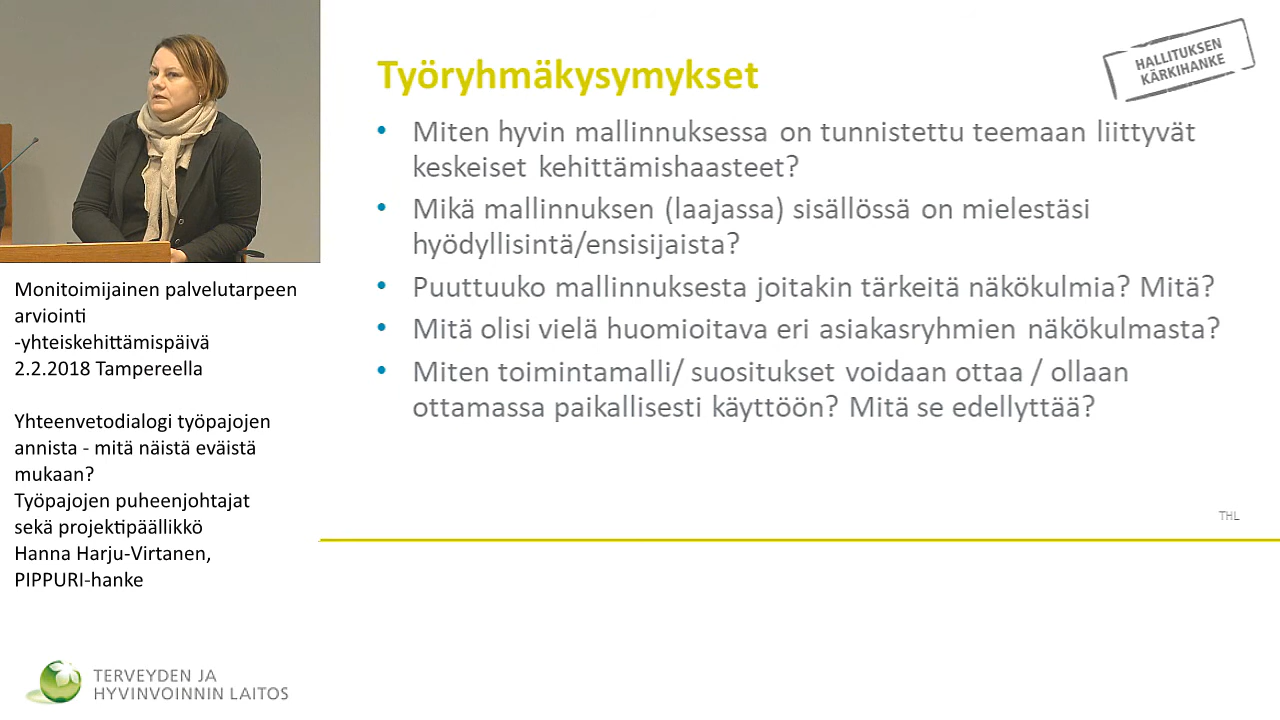 Työryhmäkysymykset
HALLITUKSEN
KÄRKIHANKE
• Miten hyvin mallinnuksessa on tunnistettu teemaan liittyvät
keskeiset kehittämishaasteet?
• Mikä mallinnuksen (laajassa) sisällössä on mielestäsi
hyödyllisintä/ensisijaista?
• Puuttuuko mallinnuksesta joitakin tärkeitä näkökulmia? Mitä?
• Mitä olisi vielä huomioitava eri asiakasryhmien näkökulmasta?
• Miten toimintamalli/ suositukset voidaan ottaa / ollaan
ottamassa paikallisesti käyttöön? Mitä se edellyttää?
THL
Monitoimijainen palvelutarpeen
arviointi
-yhteiskehittämispäivä
2.2.2018 Tampereella
Yhteenvetodialogi työpajojen
annista - mitä näistä eväistä
mukaan?
Työpajojen puheenjohtajat
sekä projektipäällikkö
Hanna Harju-Virtanen,
PIPPURI-hanke
TERVEYDEN JA
HYVINVOINNIN LAITOS